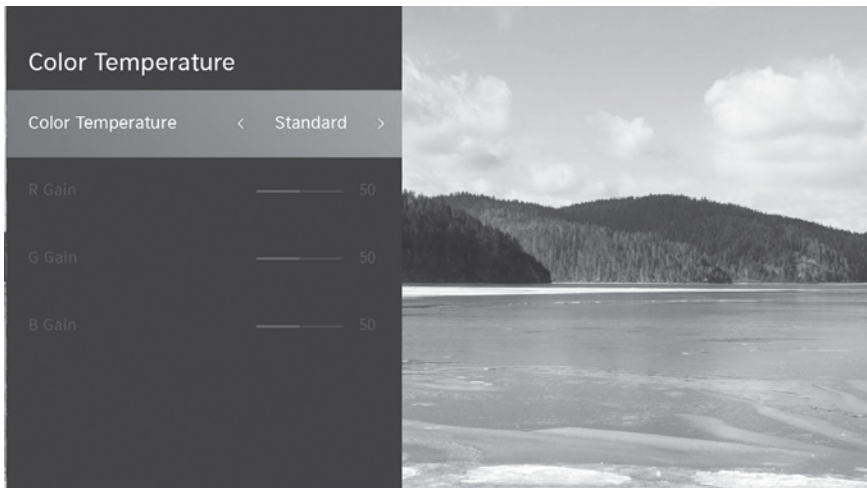 Color Temperature
Color Temperature < Standard >
R Gain 50
G Gain 50
B Gain 50